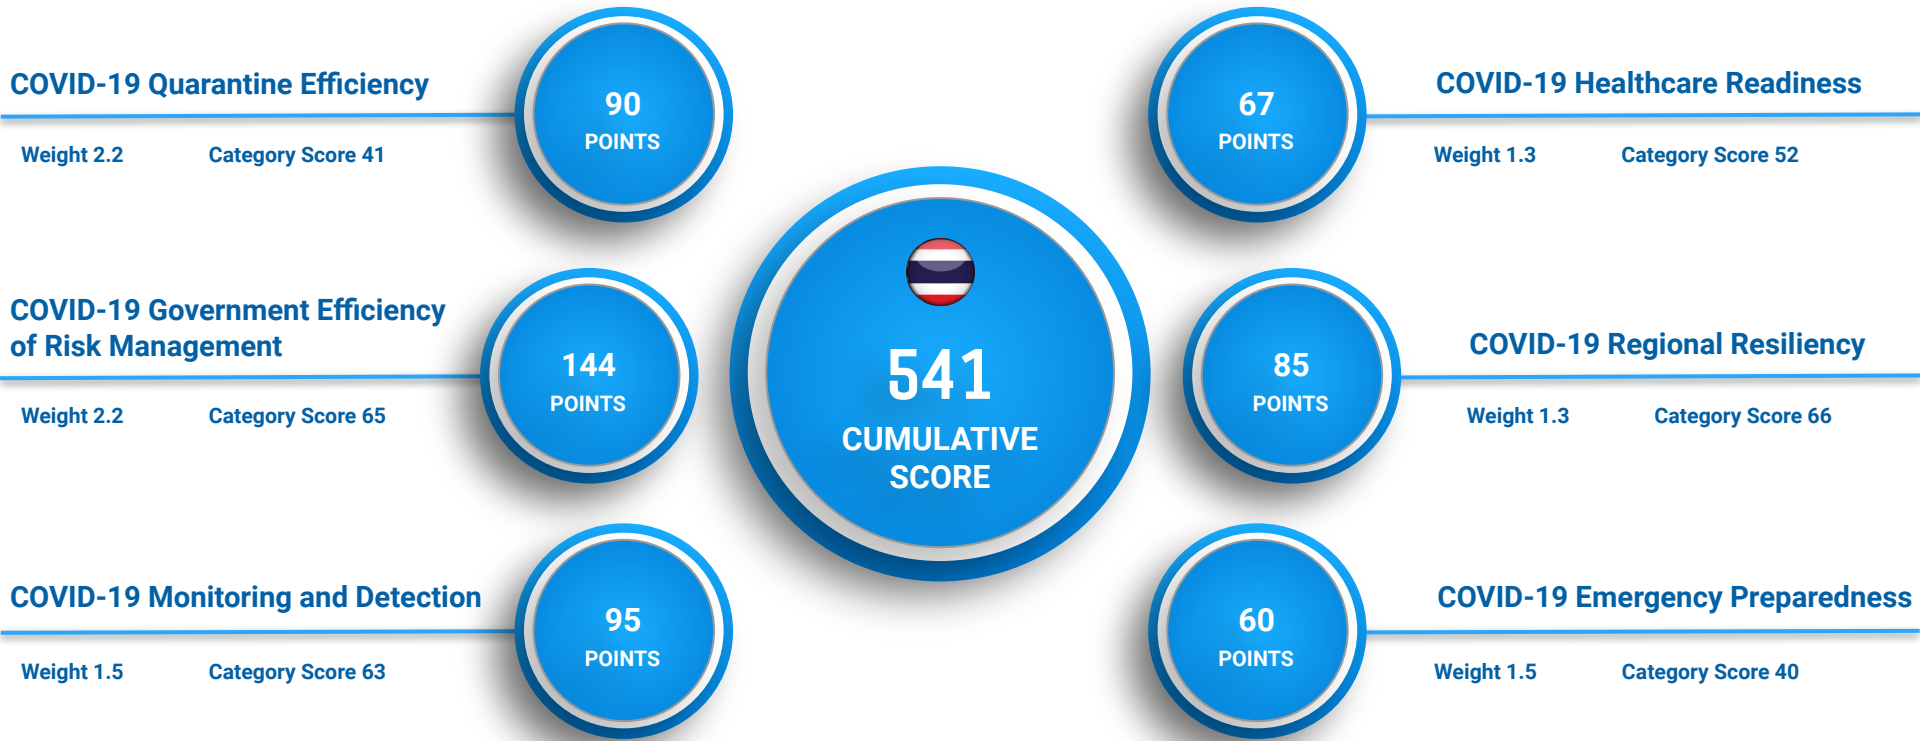 COVID-19 Quarantine Efficiency
Weight 2.2 Category Score 41
90
POINTS
COVID-19 Government Efficiency
of Risk Management
Weight 2.2 Category Score 65
144
POINTS
COVID-19 Monitoring and Detection
Weight 1.5 Category Score 63
95
POINTS
541
CUMULATIVE
SCORE
67
POINTS
COVID-19 Healthcare Readiness
Weight 1.3 Category Score 52
85
POINTS
COVID-19 Regional Resiliency
Weight 1.3 Category Score 66
60
POINTS
COVID-19 Emergency Preparedness
Weight 1.5 Category Score 40